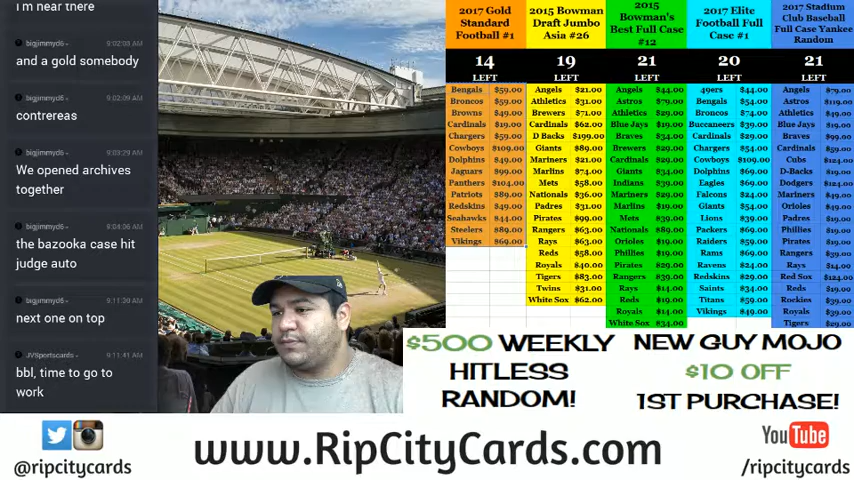 i'm near there
bigjimmyd6 9:02:03 AM
and a gold somebody
bigjimmyd6 9:02:09 AM
contrereas
bigjimmyd6 9:03:29 AM
We opened archives
together
bigjimmyd6 9:04:06 AM
the bazooka case hit
judge auto
bigjimmyd6 9:11:20 AM
next one on top
JVSportscards 9:11:41 AM
bbl, time to go to
work
2017 Gold
Standard
Football #1
14
LEFT
Bengals $59.00
Broncos $59.00
Browns $49.00
Cardinals $19.00
Chargers $59.00
Cowboys $109.00
Dolphins $49.00
Jaguars $99.00
Panthers $104.00
Patriots $89.00
Redskins $49.00
Seahawks $44.00
Steelers $89.00
Vikings $69.00
2015 Bowman
Draft Jumbo
Asia #26
19
LEFT
Angels $21.00
Athletics $31.00
Brewers $71.00
Cardinals $62.00
D Backs $199.00
Giants $89.00
Mariners $21.00
Marlins $74.00
Mets $58.00
Nationals $36.00
Padres $31.00
Pirates $99.00
Rangers $63.00
Rays $63.00
Reds $58.00
Royals $40.00
Tigers $83.00
Twins $31.00
White Sox $62.00
2015
Bowman's
Best Full Case
#12
21
LEFT
Angels $44.00
Astros $79.00
Athletics $29.00
Blue Jays $19.00
Braves $34.00
Brewers $29.00
Cardinals $29.00
Giants $34.00
Indians $39.00
Mariners $29.00
Marlins $19.00
Mets $39.00
Nationals $89.00
Orioles $19.00
Phillies $19.00
Pirates $29.00
Rangers $39.00
Rays $14.00
Reds $19.00
Royals $14.00
White Sox $34.00
2017 Elite
Football Full
Case #1
20
LEFT
49ers $44.00
Bengals $54.00
Broncos $74.00
Buccaneers $39.00
Cardinals $29.00
Chargers $54.00
Cowboys $109.00
Dolphins $69.00
Eagles $69.00
Falcons $24.00
Giants $54.00
Lions $39.00
Packers $69.00
Raiders $59.00
Rams $69.00
Ravens $24.00
Redskins $29.00
Saints $34.00
Titans $59.00
Vikings $49.00
2017 Stadium
Club Baseball
Full Case Yankee
Random
21
LEFT
Angels $79.00
Astros $119.00
Athletics $49.00
Blue Jays $19.00
Braves $99.00
Cardinals $59.00
Cubs $124.00
D-Backs $19.00
Dodgers $124.00
Mariners $49.00
Orioles $49.00
Padres $19.00
Phillies $19.00
Pirates $19.00
Rangers $39.00
Rays $14.00
Red Sox $124.00
Reds $19.00
Rockies $39.00
Royals $39.00
Tigers $29.00
$500 WEEKLY
HITLESS
RANDOM!
NEW GUY MOJO
$10 OFF
1ST PURCHASE!
@ripcitycards
www.RipCityCards.com
YouTube
/ripcitycards